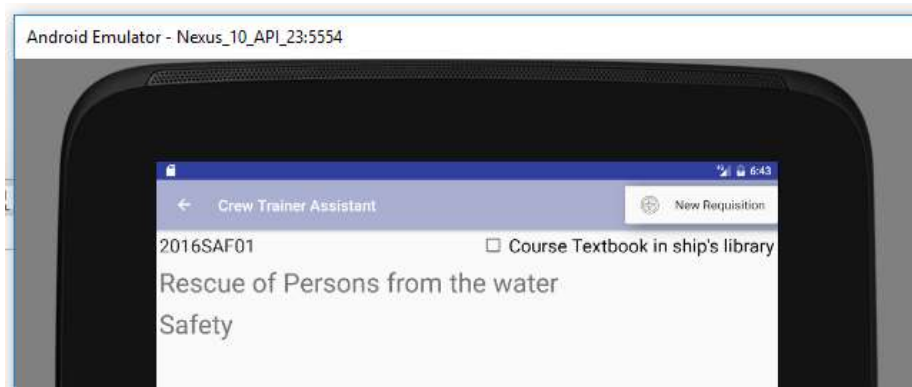 Android Emulator - Nexus_10_API_23:5554
6:43
Crew Trainer Assistant
New Requisition
2016SAF01
Course Textbook in ship's library
Rescue of Persons from the water
Safety